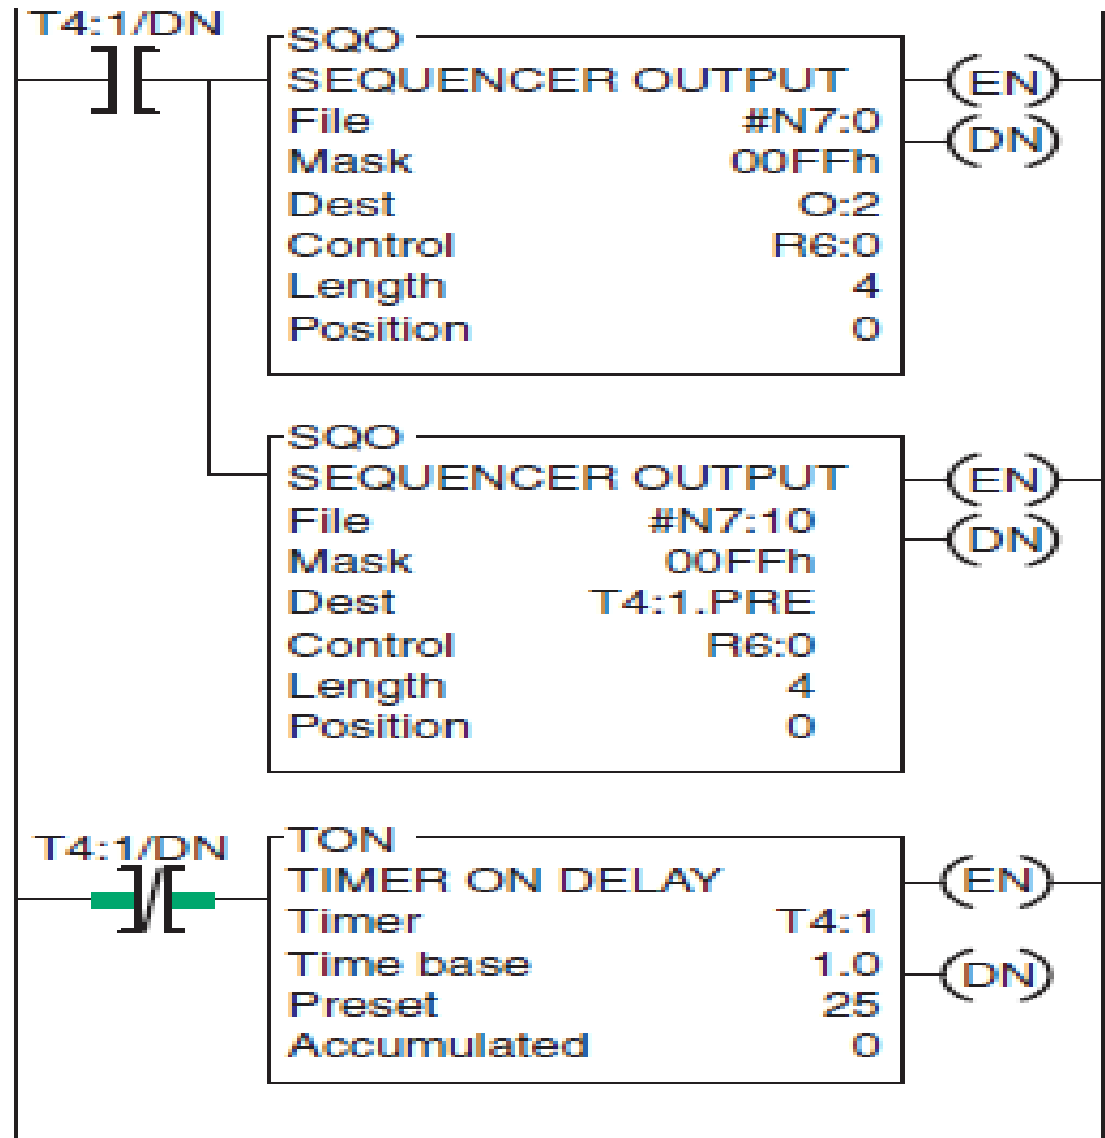 T4:1/DN
SQO
SEQUENCER OUTPUT
File #N7:0
Mask 00FFh
Dest O:2
Control R6:0
Length 4
Position 0
EN
DN
SQO
SEQUENCER OUTPUT
File #N7:10
Mask 00FFh
Dest T4:1.PRE
Control R6:0
Length 4
Position 0
EN
DN
T4:1/DN
TON
TIMER ON DELAY
Timer T4:1
Time base 1.0
Preset 25
Accumulated 0
EN
DN